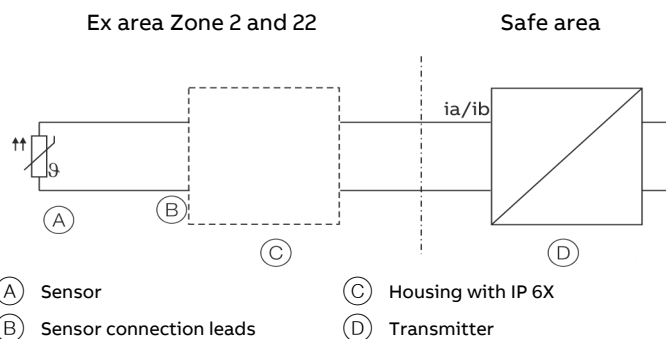 Ex area Zone 2 and 22 Safe area
ia/ib
ϑ
A
B
C
D
A Sensor C Housing with IP 6X
B Sensor connection leads D Transmitter